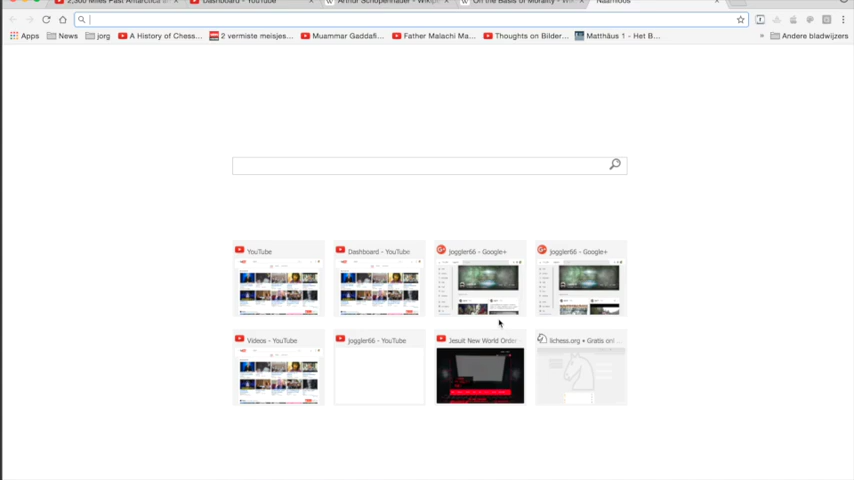 2,300 Miles Past Antarctica a
Dashboard - YouTube
Arthur Schopenhauer - Wikip
On the Basis of Morality - Wi
Naamloos
Apps News jorg A History of Chess... 2 vermiste meisjes... Muammar Gaddafi... Father Malachi Ma... Thoughts on Bilder... Matthäus 1 - Het B... » Andere bladwijzers
YouTube
Dashboard - YouTube
joggler66 - Google+
joggler66 - Google+
Videos - YouTube
joggler66 - YouTube
Jesuit New World Order
lichess.org • Gratis onl ...